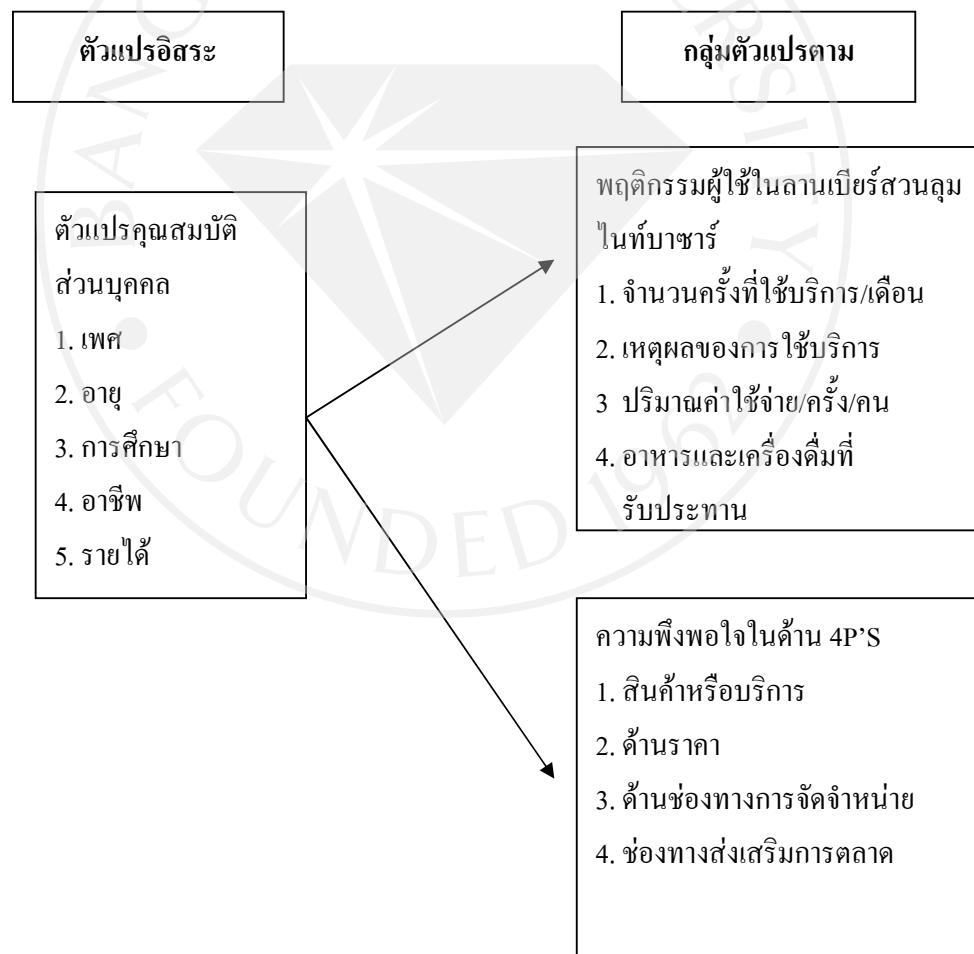 ตัวแปรอิสระ
กลุ่มตัวแปรตาม
ตัวแปรคุณสมบัติ
ส่วนบุคคล
1. เพศ
2. อายุ
3. การศึกษา
4. อาชีพ
5. รายได้
พฤติกรรมผู้ใช้ในลานเบียร์สวนลุม
ไนท์บาซาร์
1. จำนวนครั้งที่ใช้บริการ/เดือน
2. เหตุผลของการใช้บริการ
3 ปริมาณค่าใช้จ่าย/ครั้ง/คน
4. อาหารและเครื่องดื่มที่
รับประทาน
ความพึงพอใจในด้าน 4P’S
1. สินค้าหรือบริการ
2. ด้านราคา
3. ด้านช่องทางการจัดจำหน่าย
4. ช่องทางส่งเสริมการตลาด
FOUNDED 1962